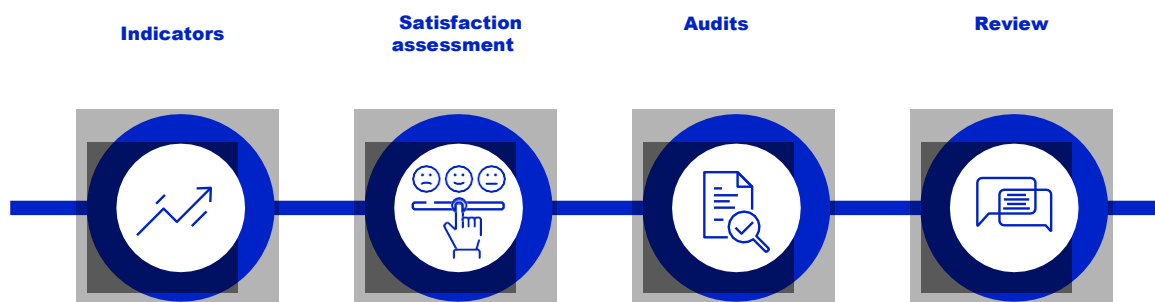 Indicators
Satisfaction
assessment
Audits
Review